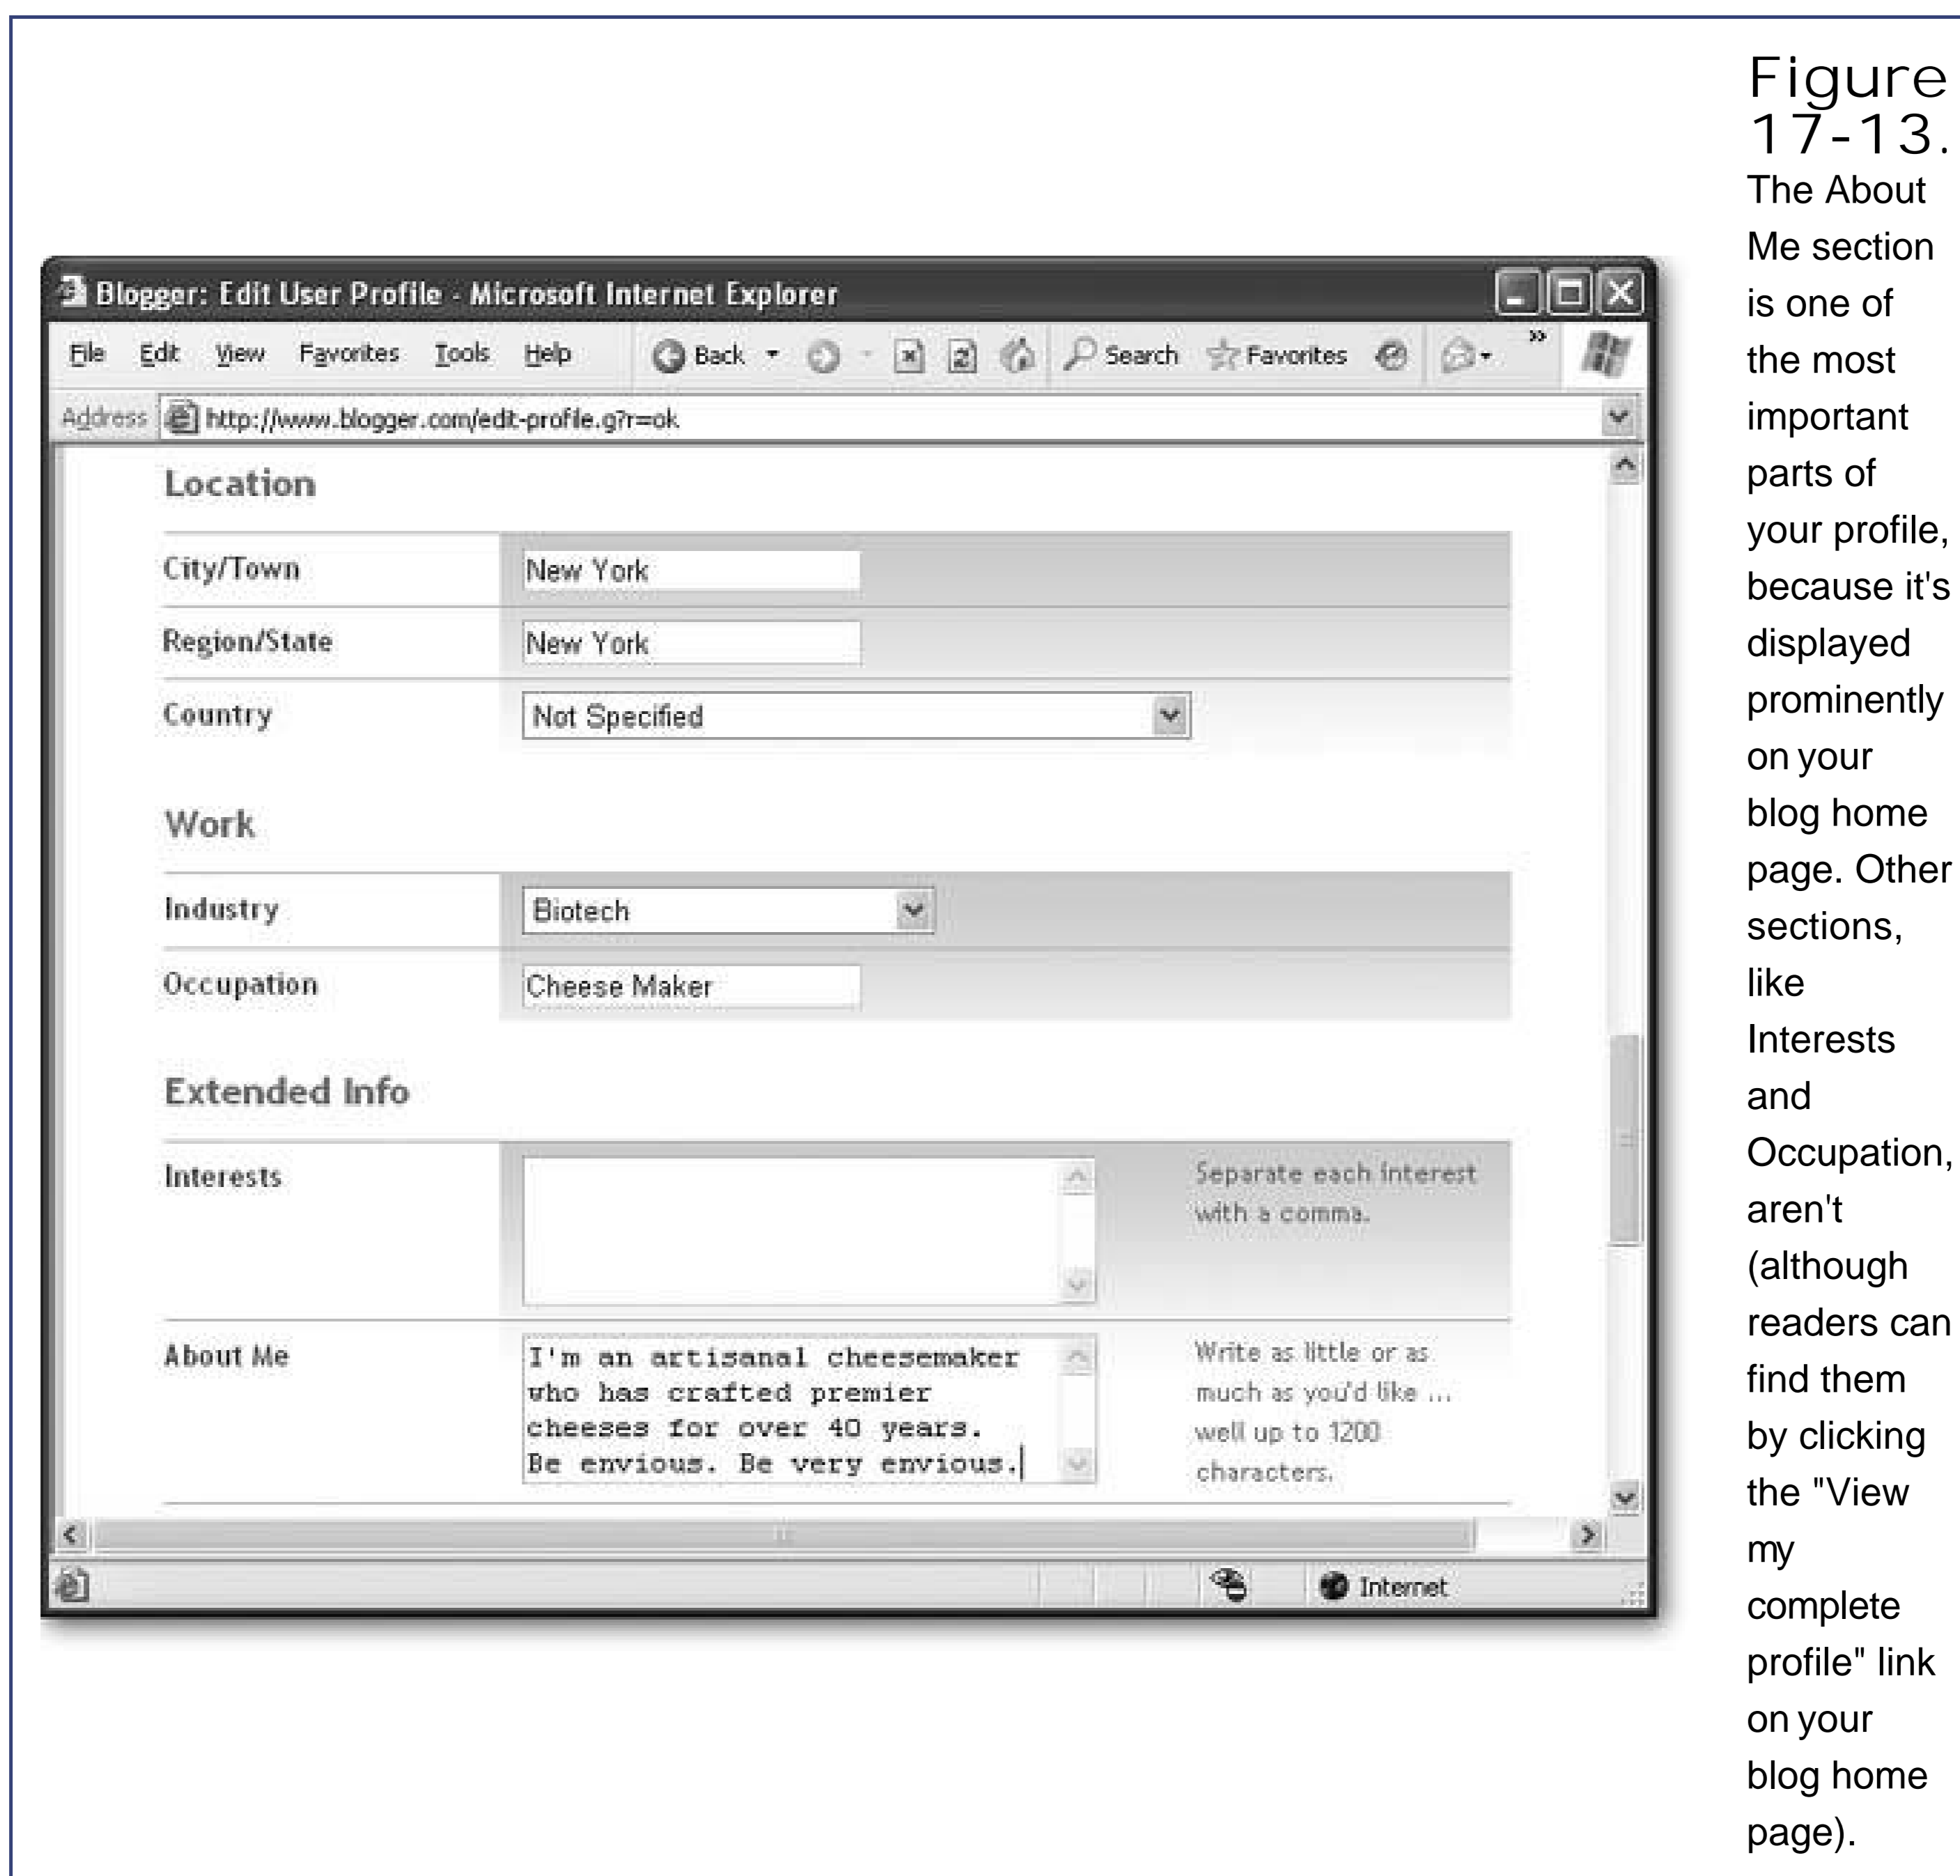 Blogger: Edit User Profile - Microsoft Internet Explorer
File Edit View Favorites Tools Help Back Search Favorites »
Address http://www.blogger.com/edit-profile.g?r=ok
Location
City/Town New York
Region/State New York
Country Not Specified
Work
Industry Biotech
Occupation Cheese Maker
Extended Info
Interests
Separate each interest
with a comma.
About Me
I'm an artisanal cheesemaker
who has crafted premier
cheeses for over 40 years.
Be envious. Be very envious.
Write as little or as
much as you'd like ...
well up to 1200
characters.
Internet
Figure
17-13.
The About
Me section
is one of
the most
important
parts of
your profile,
because it's
displayed
prominently
on your
blog home
page. Other
sections,
like
Interests
and
Occupation,
aren't
(although
readers can
find them
by clicking
the "View
my
complete
profile" link
on your
blog home
page).